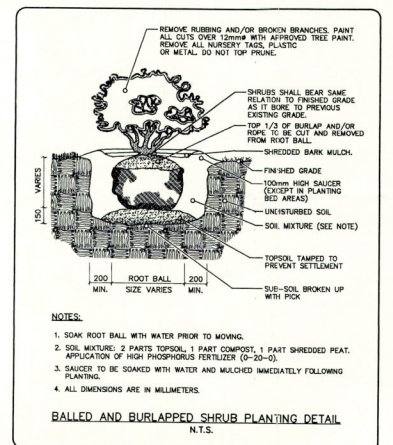 REMOVE RUBBING AND/OR BROKEN BRANCHES. PAINT
ALL CUTS OVER 12mmø WITH APPROVED TREE PAINT.
REMOVE ALL NURSERY TAGS, PLASTIC
OR METAL. DO NOT TOP PRUNE.
SHRUBS SHALL BEAR SAME
RELATION TO FINISHED GRADE
AS IT BORE TO PREVIOUS
EXISTING GRADE.
TOP 1/3 OF BURLAP AND/OR
ROPE TO BE CUT AND REMOVED
FROM ROOT BALL.
SHREDDED BARK MULCH.
FINISHED GRADE
100mm HIGH SAUCER
(EXCEPT IN PLANTING
BED AREAS)
UNDISTURBED SOIL
SOIL MIXTURE (SEE NOTE)
TOPSOIL TAMPED TO
PREVENT SETTLEMENT
SUB-SOIL BROKEN UP
WITH PICK
VARIES
150
200 ROOT BALL 200
MIN. SIZE VARIES MIN.
NOTES:
1. SOAK ROOT BALL WITH WATER PRIOR TO MOVING.
2. SOIL MIXTURE: 2 PARTS TOPSOIL, 1 PART COMPOST, 1 PART SHREDDED PEAT.
APPLICATION OF HIGH PHOSPHORUS FERTILIZER (0-20-0).
3. SAUCER TO BE SOAKED WITH WATER AND MULCHED IMMEDIATELY FOLLOWING
PLANTING.
4. ALL DIMENSIONS ARE IN MILLIMETERS.
BALLED AND BURLAPPED SHRUB PLANTING DETAIL
N.T.S.